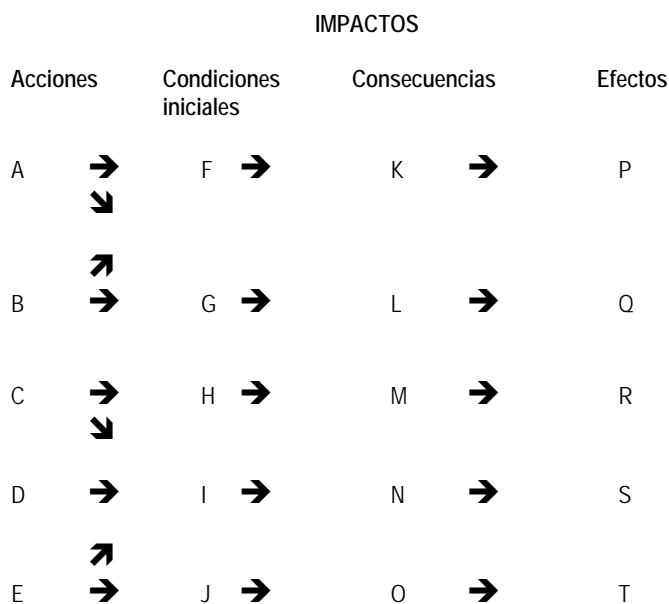 IMPACTOS
Acciones Condiciones iniciales Consecuencias Efectos
A ➔ F ➔ K ➔ P
➘
➚
B ➔ G ➔ L ➔ Q
C ➔ H ➔ M ➔ R
➘
D ➔ I ➔ N ➔ S
➚
E ➔ J ➔ O ➔ T